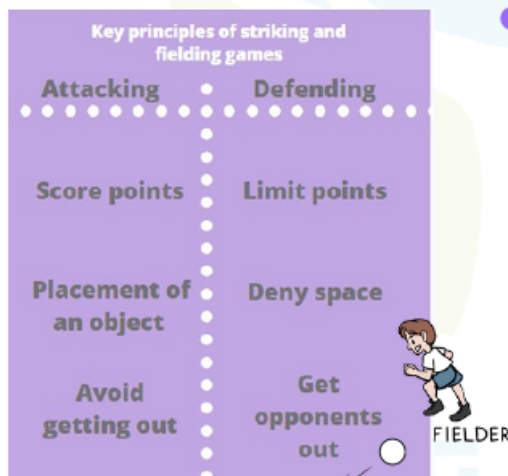 Key principles of striking and
fielding games
Attacking
Defending
Score points
Limit points
Placement of
an object
Deny space
Avoid
getting out
Get
opponents
out
FIELDER